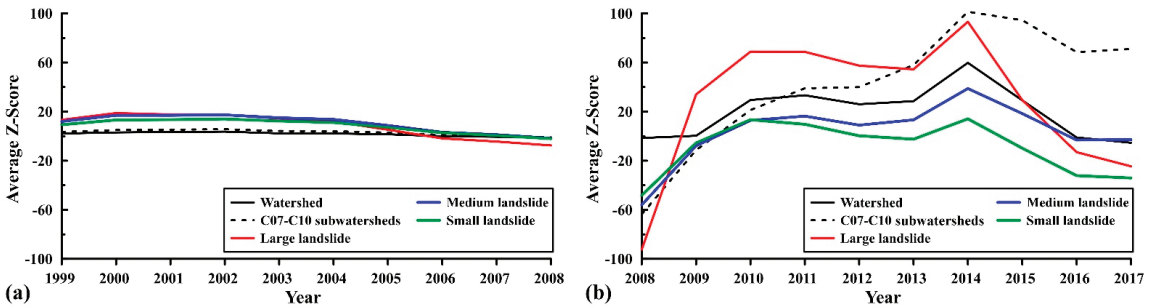 100
60
20
-20
-60
-100
Average Z-Score
Watershed
C07-C10 subwatersheds
Large landslide
Medium landslide
Small landslide
1999 2000 2001 2002 2003 2004 2005 2006 2007 2008
Year
(a)
100
60
20
-20
-60
-100
Average Z-Score
Watershed
C07-C10 subwatersheds
Large landslide
Medium landslide
Small landslide
2008 2009 2010 2011 2012 2013 2014 2015 2016 2017
Year
(b)